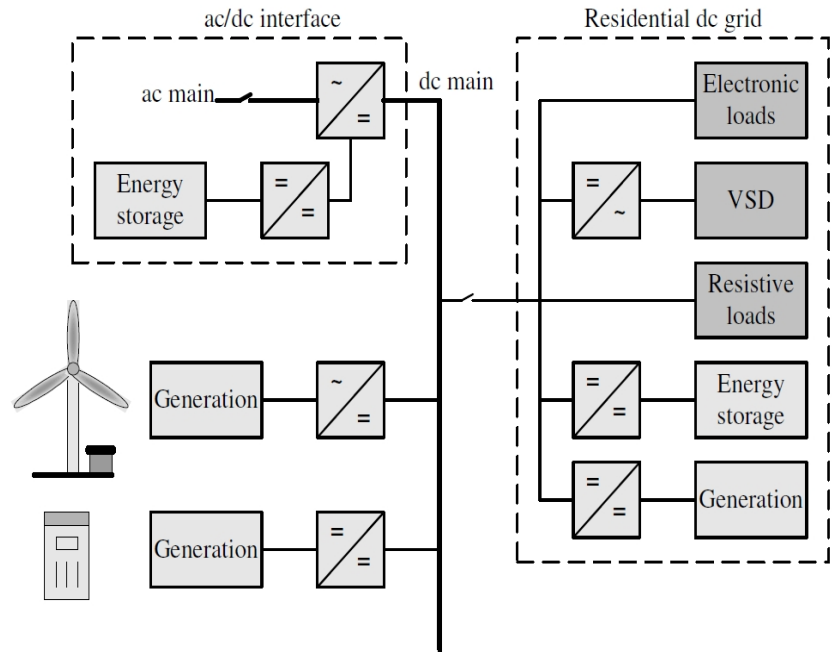 ac/dc interface
Residential dc grid
ac main
~
=
dc main
Energy
storage
=
=
Electronic
loads
=
~
VSD
Resistive
loads
=
=
Energy
storage
=
=
Generation
Generation
~
=
Generation
=
=